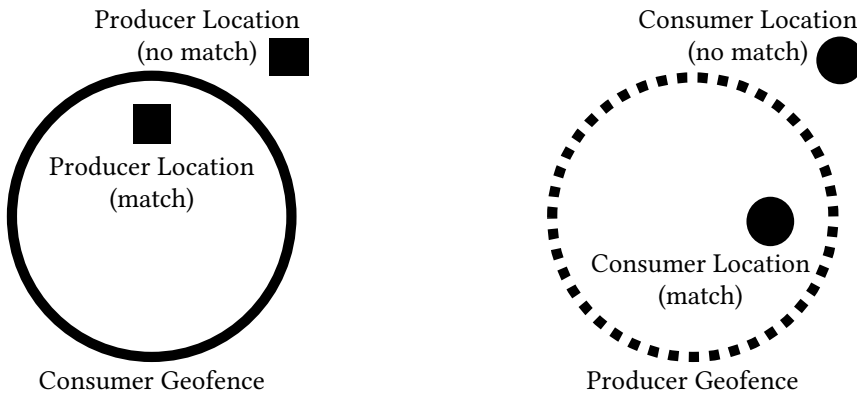 Producer Location
(no match)
Producer Location
(match)
Consumer Geofence
Consumer Location
(no match)
Consumer Location
(match)
Producer Geofence